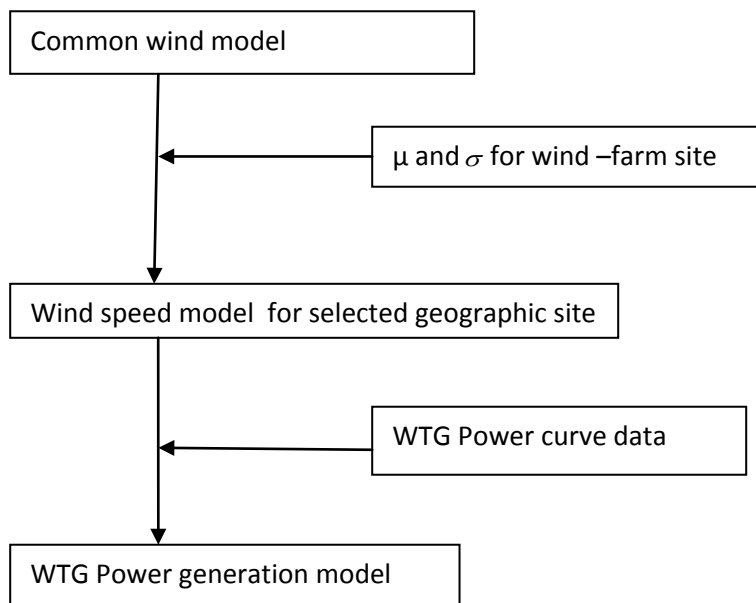 Common wind model
μ and σ for wind –farm site
Wind speed model for selected geographic site
WTG Power curve data
WTG Power generation model